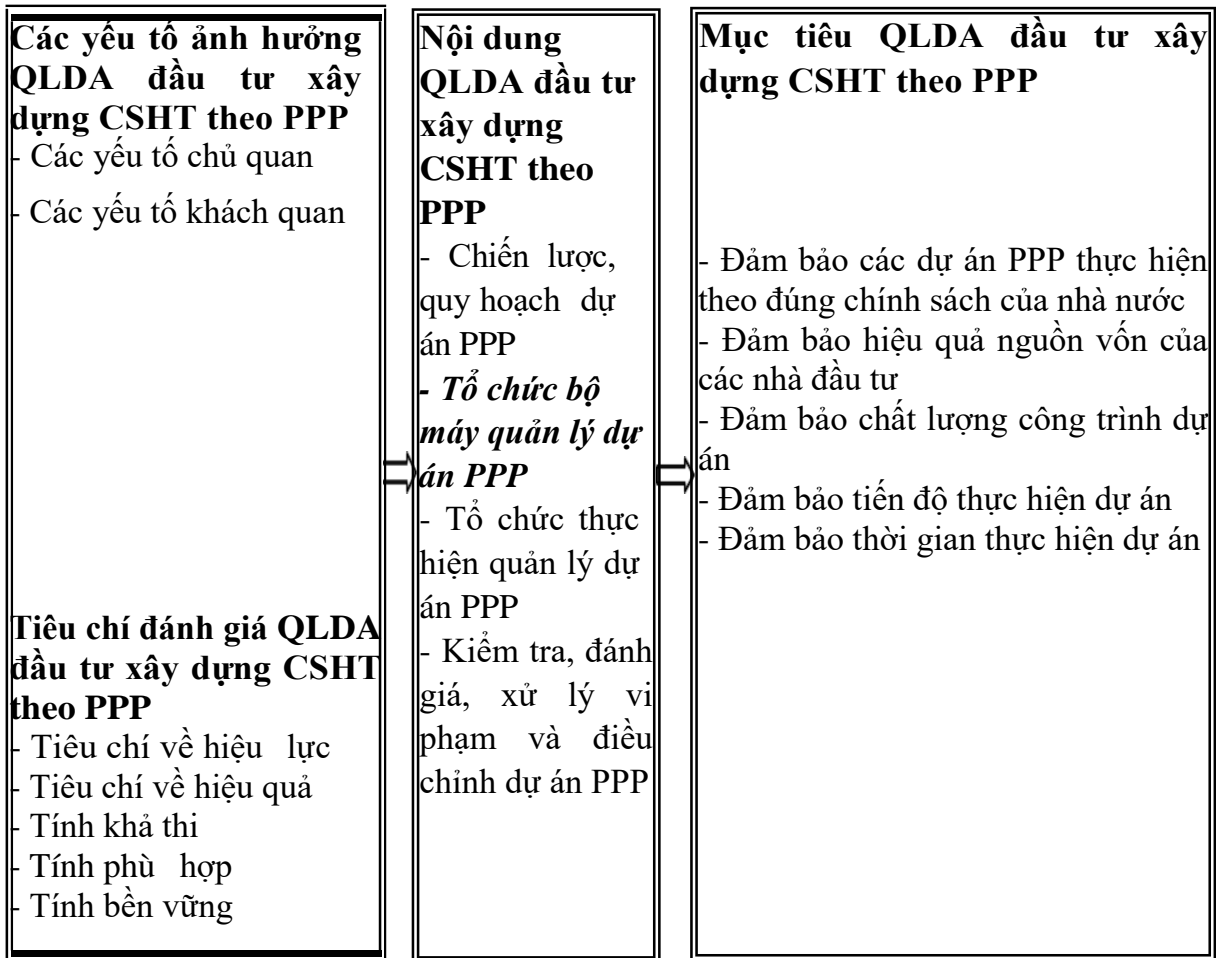 Các yếu tố ảnh hưởng
QLDA đầu tư xây
dựng CSHT theo PPP
- Các yếu tố chủ quan
- Các yếu tố khách quan
Tiêu chí đánh giá QLDA
đầu tư xây dựng CSHT
theo PPP
- Tiêu chí về hiệu lực
- Tiêu chí về hiệu quả
- Tính khả thi
- Tính phù hợp
- Tính bền vững
Nội dung
QLDA đầu tư
xây dựng
CSHT theo
PPP
- Chiến lược,
quy hoạch dự
án PPP
- Tổ chức bộ
máy quản lý dự
án PPP
- Tổ chức thực
hiện quản lý dự
án PPP
- Kiểm tra, đánh
giá, xử lý vi
phạm và điều
chỉnh dự án PPP
Mục tiêu QLDA đầu tư xây
dựng CSHT theo PPP
- Đảm bảo các dự án PPP thực hiện
theo đúng chính sách của nhà nước
- Đảm bảo hiệu quả nguồn vốn của
các nhà đầu tư
- Đảm bảo chất lượng công trình dự
án
- Đảm bảo tiến độ thực hiện dự án
- Đảm bảo thời gian thực hiện dự án